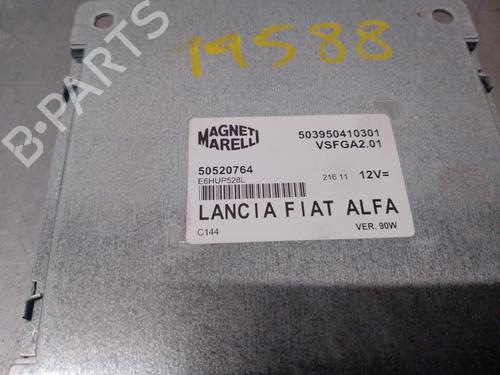 19588
B-PARTS
MAGNETI
MARELLI
503950410301
VSFGA2.01
50520764
E6HUP528L
216 11
12V=
LANCIA FIAT ALFA
C144
VER. 90W